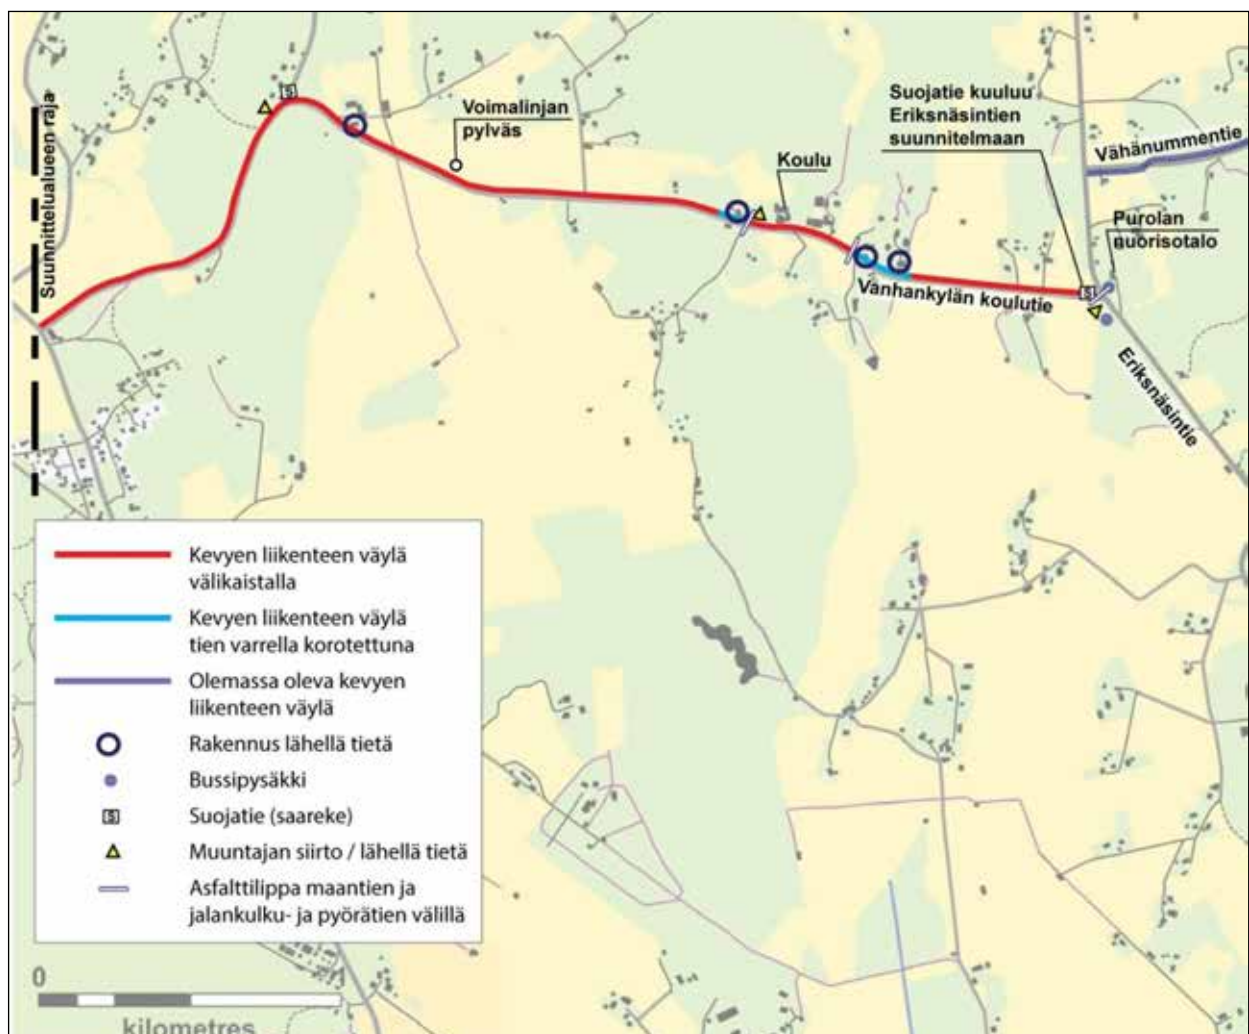 Suunnittelualueen raja
S
Voimalinjan
pylväs
Koulu
Suojatie kuuluu
Eriksnäsintien
suunnitelmaan
Vähänummentie
Purolan
nuorisotalo
S
Vanhankylän koulutie
Eriksnäsintie
Kevyen liikenteen väylä
välikaistalla
Kevyen liikenteen väylä
tien varrella korotettuna
Olemassa oleva kevyen
liikenteen väylä
Rakennus lähellä tietä
Bussipysäkki
S
Suojatie (saareke)
Muuntajan siirto / lähellä tietä
Asfalttilippa maantien ja
jalankulku- ja pyörätien välillä
0 1
kilometres